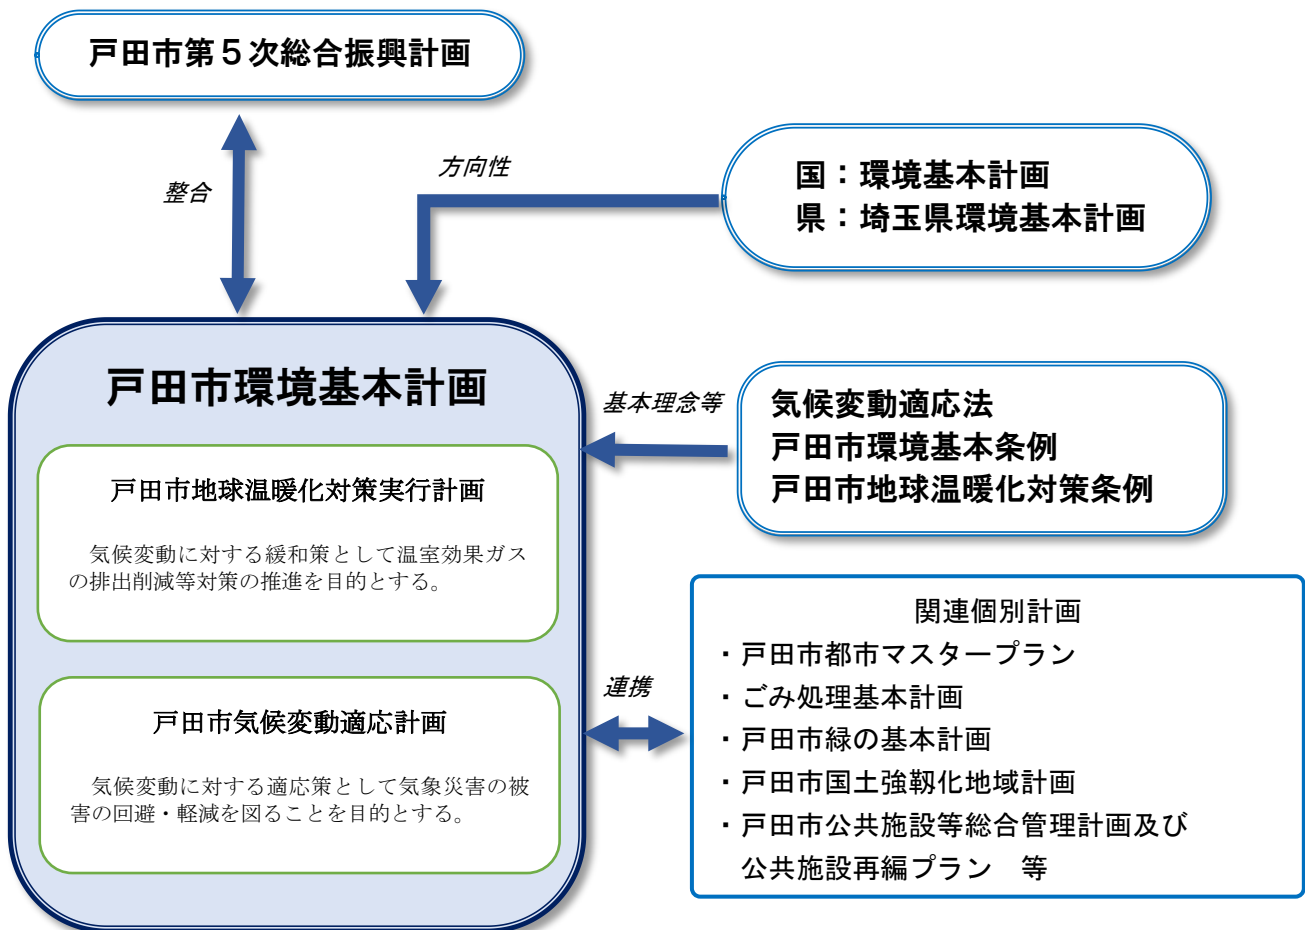 戸田市第５次総合振興計画
整合
方向性
国：環境基本計画
県：埼玉県環境基本計画
戸田市環境基本計画
戸田市地球温暖化対策実行計画
気候変動に対する緩和策として温室効果ガス
の排出削減等対策の推進を目的とする。
戸田市気候変動適応計画
気候変動に対する適応策として気象災害の被
害の回避・軽減を図ることを目的とする。
基本理念等
気候変動適応法
戸田市環境基本条例
戸田市地球温暖化対策条例
連携
関連個別計画
・戸田市都市マスタープラン
・ごみ処理基本計画
・戸田市緑の基本計画
・戸田市国土強靱化地域計画
・戸田市公共施設等総合管理計画及び
公共施設再編プラン　等